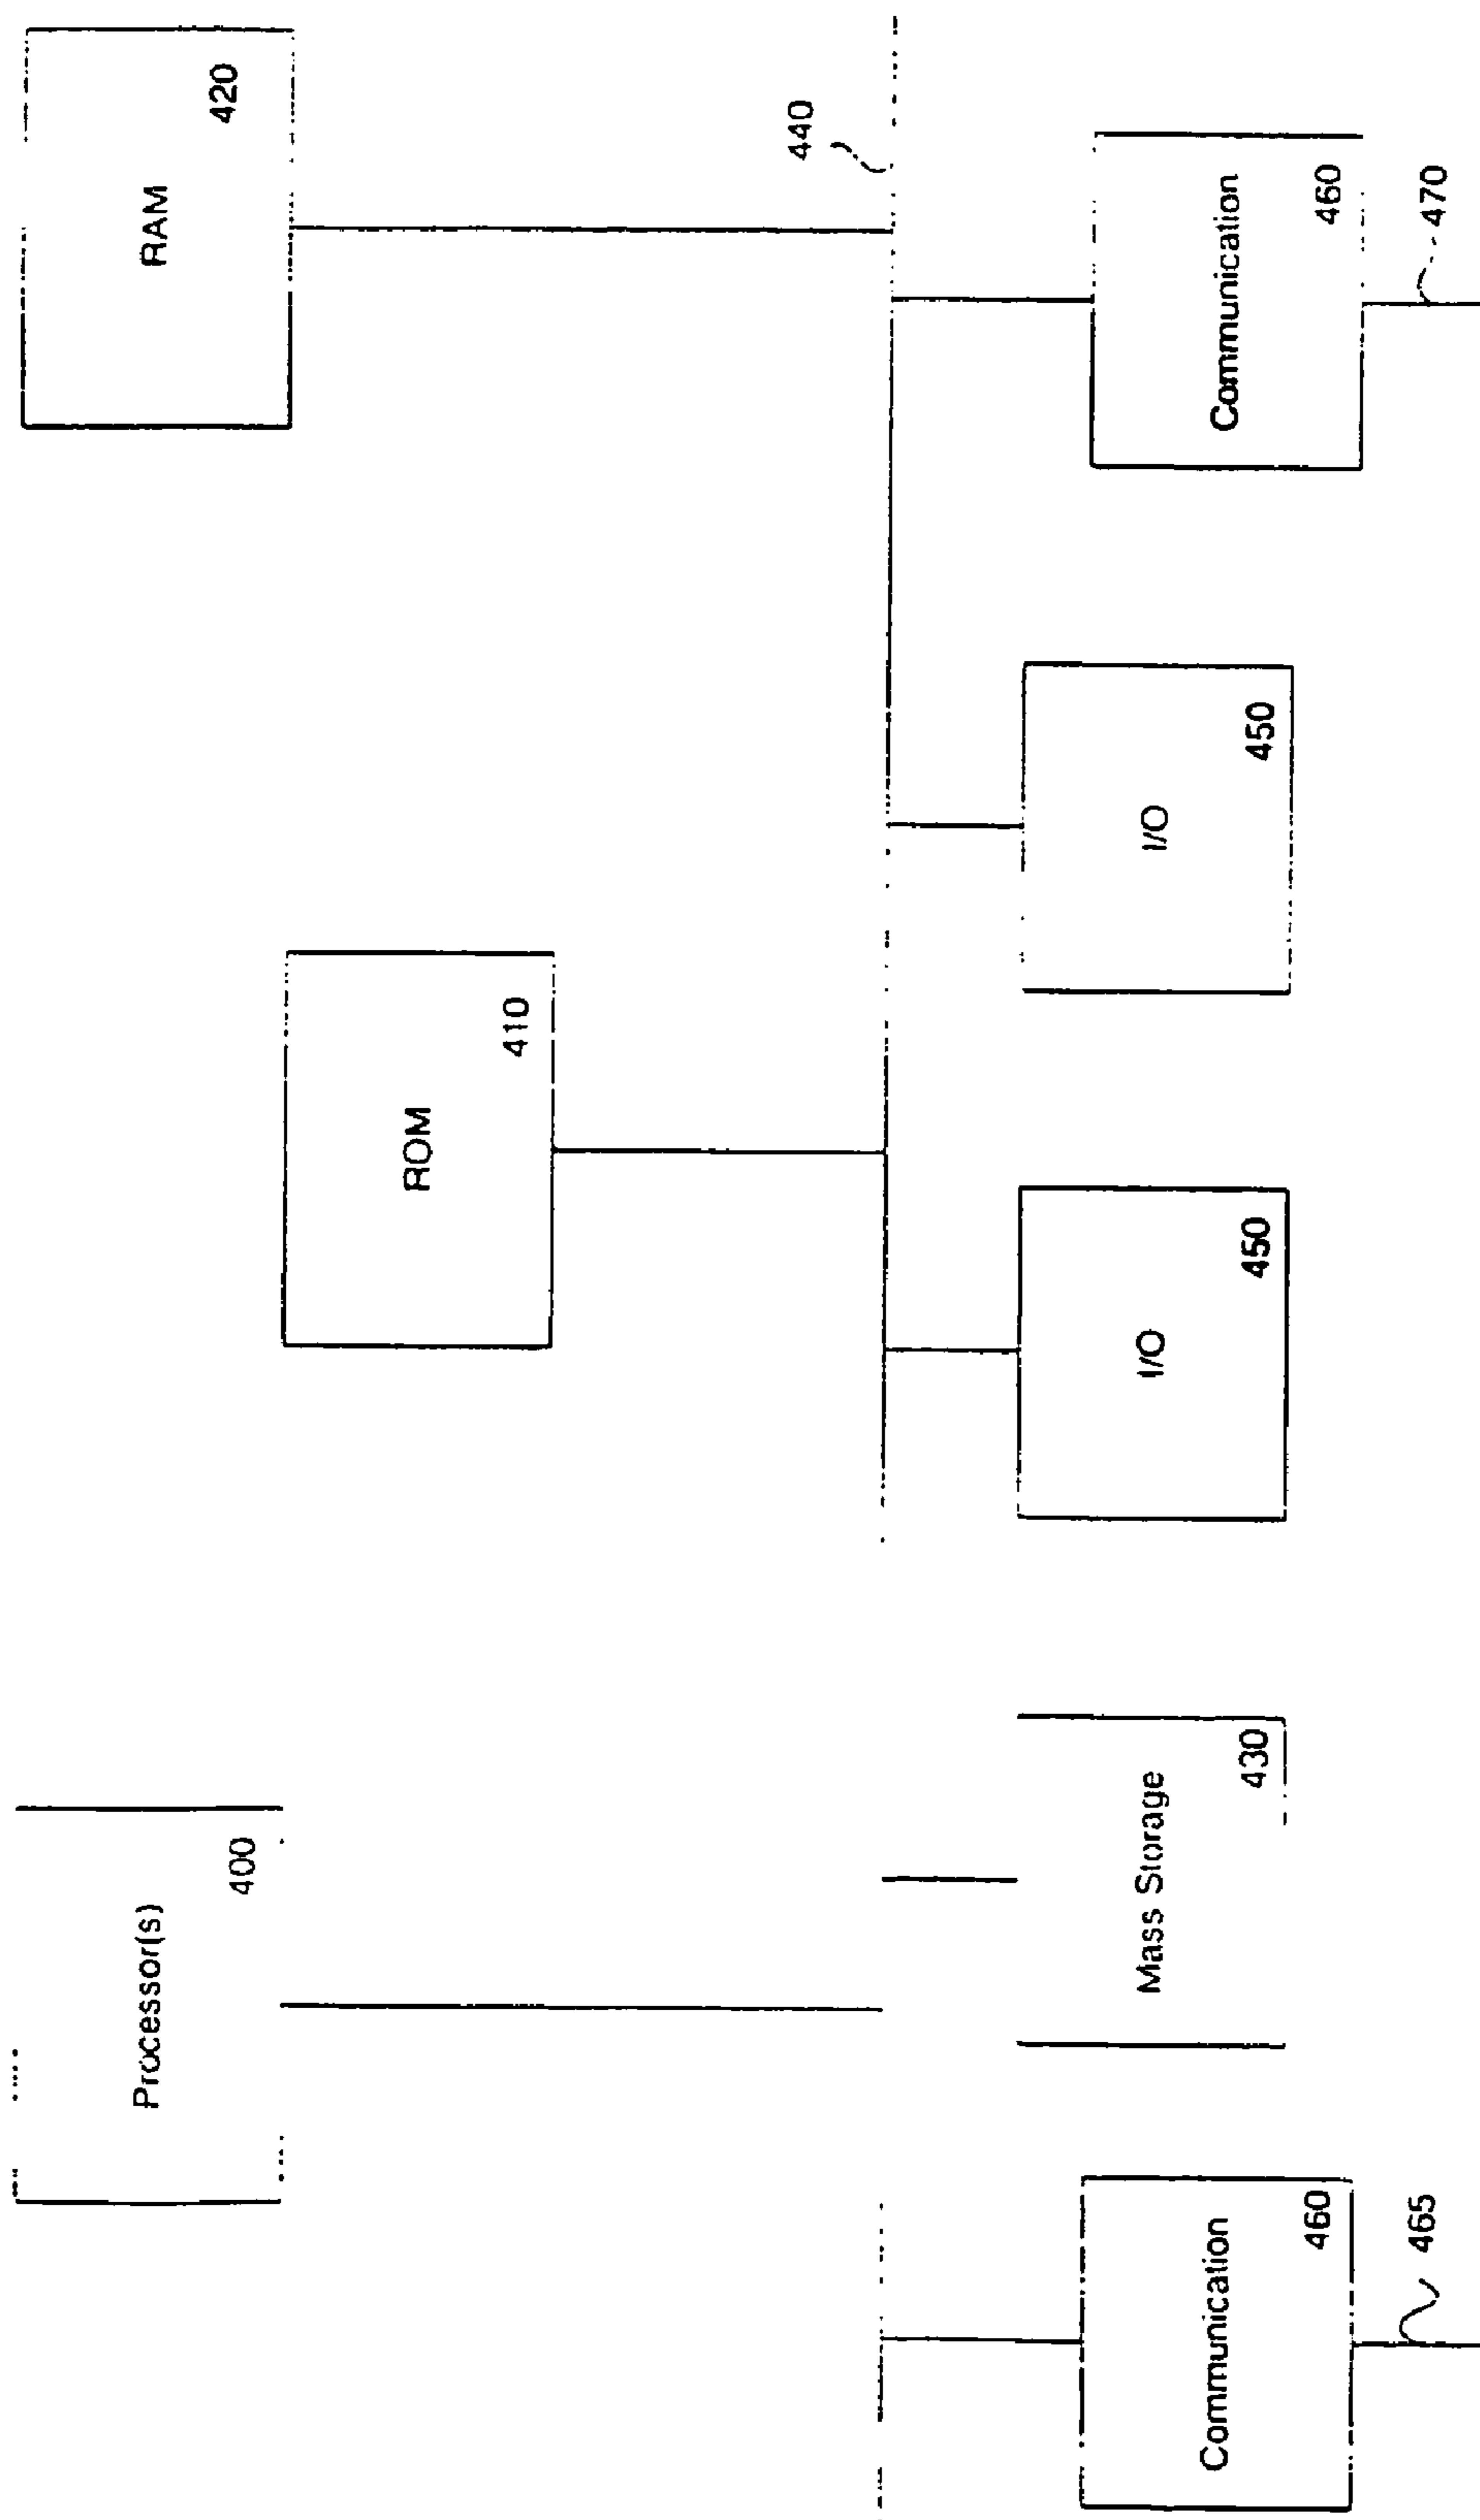 Processor(s)
400
RAM
420
ROM
410
440
Communication
460
465
Mass Storage
430
I/O
450
I/O
450
Communication
460
470